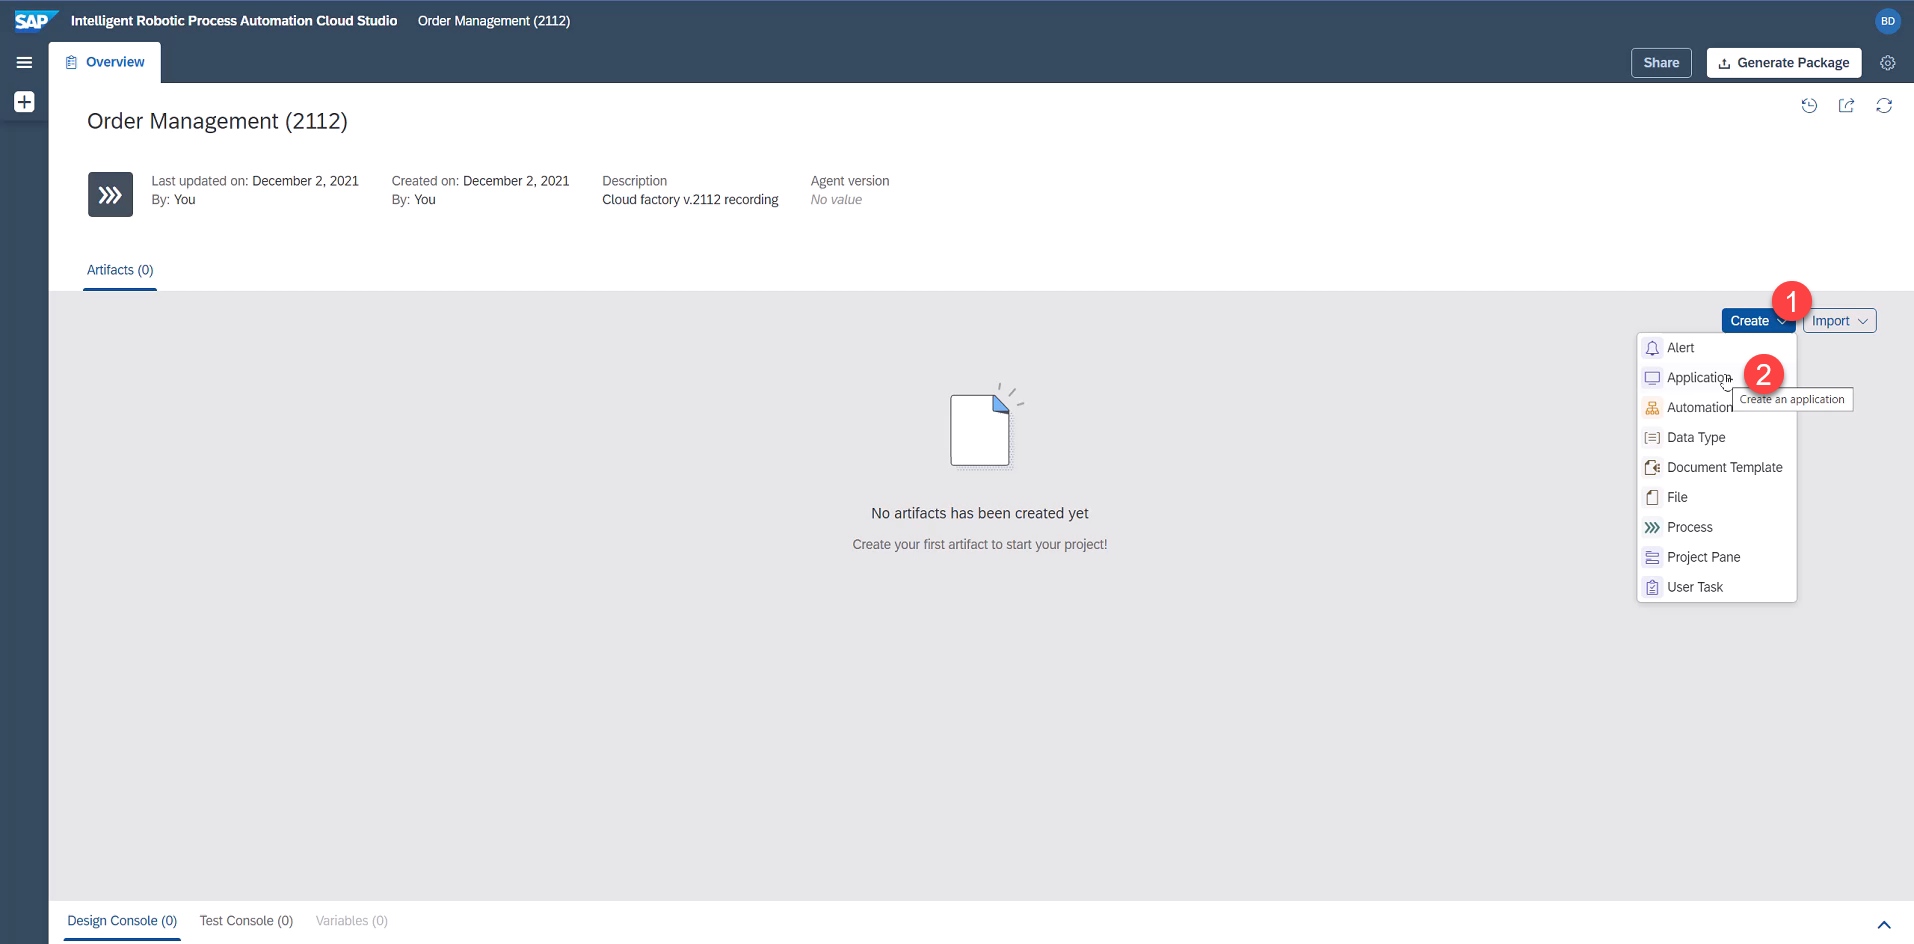 SAP Intelligent Robotic Process Automation Cloud Studio Order Management (2112) BD
Overview Share Generate Package
Order Management (2112)
Last updated on: December 2, 2021 Created on: December 2, 2021 Description Agent version
By: You By: You Cloud factory v.2112 recording No value
Artifacts (0)
1
Create Import
Alert
Application 2
Create an application
Automation
Data Type
Document Template
File
Process
Project Pane
User Task
No artifacts has been created yet
Create your first artifact to start your project!
Design Console (0) Test Console (0) Variables (0)